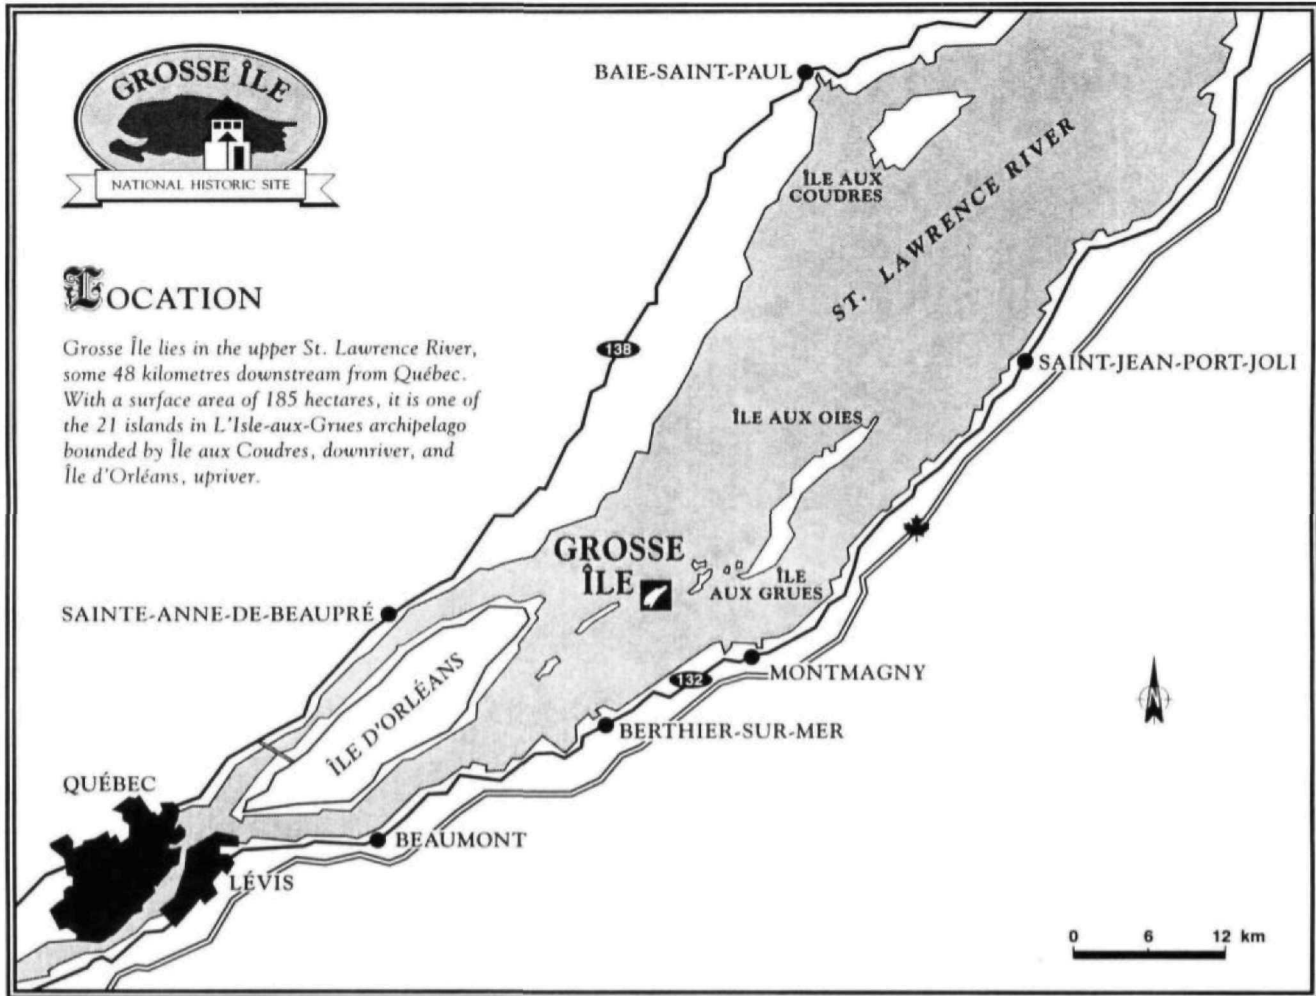 GROSSE ÎLE
NATIONAL HISTORIC SITE
LOCATION
Grosse Île lies in the upper St. Lawrence River,
some 48 kilometres downstream from Québec.
With a surface area of 185 hectares, it is one of
the 21 islands in L'Isle-aux-Grues archipelago
bounded by Île aux Coudres, downriver, and
Île d'Orléans, upriver.
BAIE-SAINT-PAUL
ÎLE AUX
COUDRES
ST. LAWRENCE RIVER
138
SAINT-JEAN-PORT-JOLI
ÎLE AUX OIES
GROSSE
ÎLE
ÎLE
AUX GRUES
SAINTE-ANNE-DE-BEAUPRÉ
ÎLE D'ORLÉANS
MONTMAGNY
132
BERTHIER-SUR-MER
N
QUÉBEC
BEAUMONT
LÉVIS
0 6 12 km